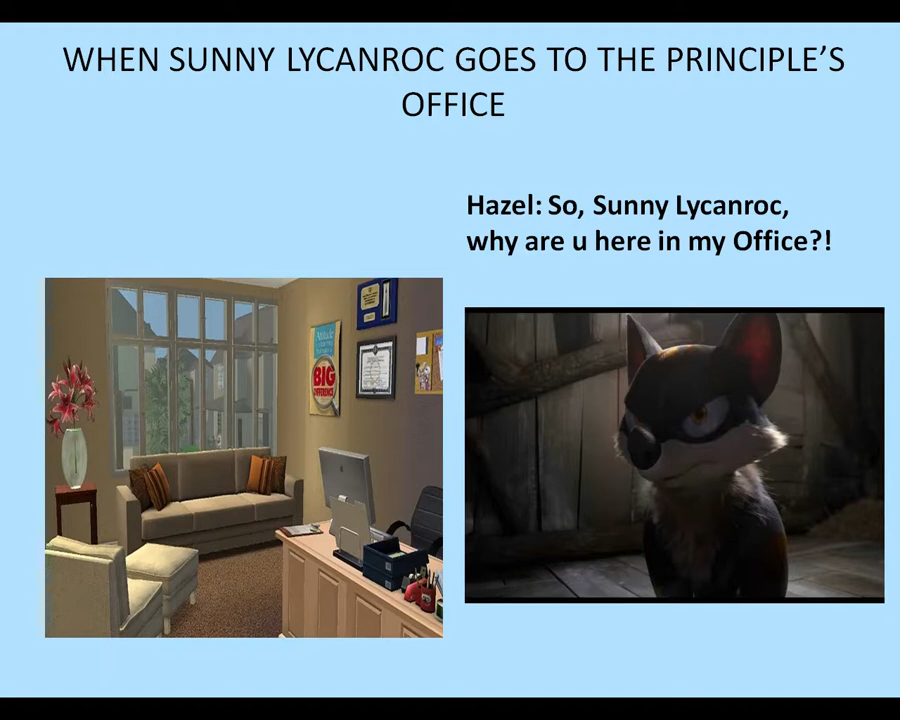 WHEN SUNNY LYCANROC GOES TO THE PRINCIPLE’S
OFFICE
Hazel: So, Sunny Lycanroc,
why are u here in my Office?!
BIG
DIFFERENCE